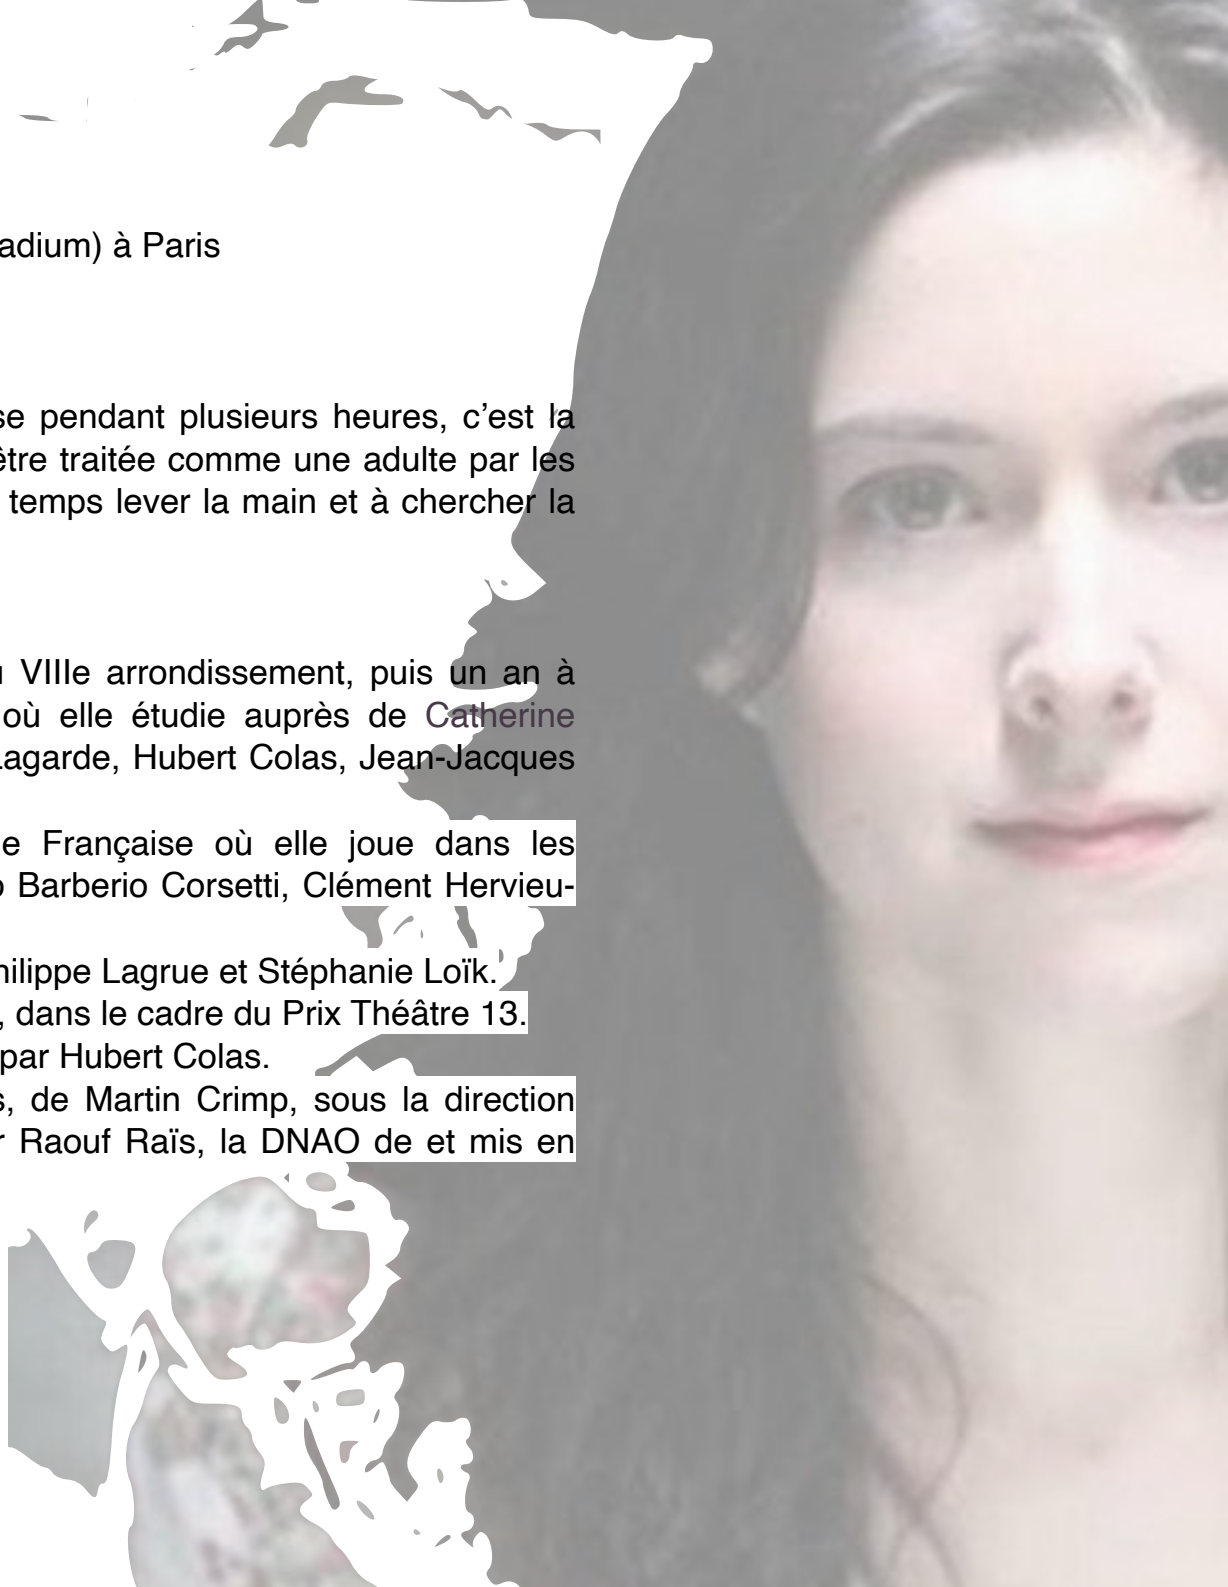 adium) à Paris
se pendant plusieurs heures, c’est la
être traitée comme une adulte par les
temps lever la main et à chercher la
VIIIe arrondissement, puis un an à
où elle étudie auprès de Catherine
Lagarde, Hubert Colas, Jean-Jacques
e Française où elle joue dans les
Barberio Corsetti, Clément Hervieu-
hilippe Lagrue et Stéphanie Loïk.
, dans le cadre du Prix Théâtre 13.
par Hubert Colas.
s, de Martin Crimp, sous la direction
r Raouf Raïs, la DNAO de et mis en